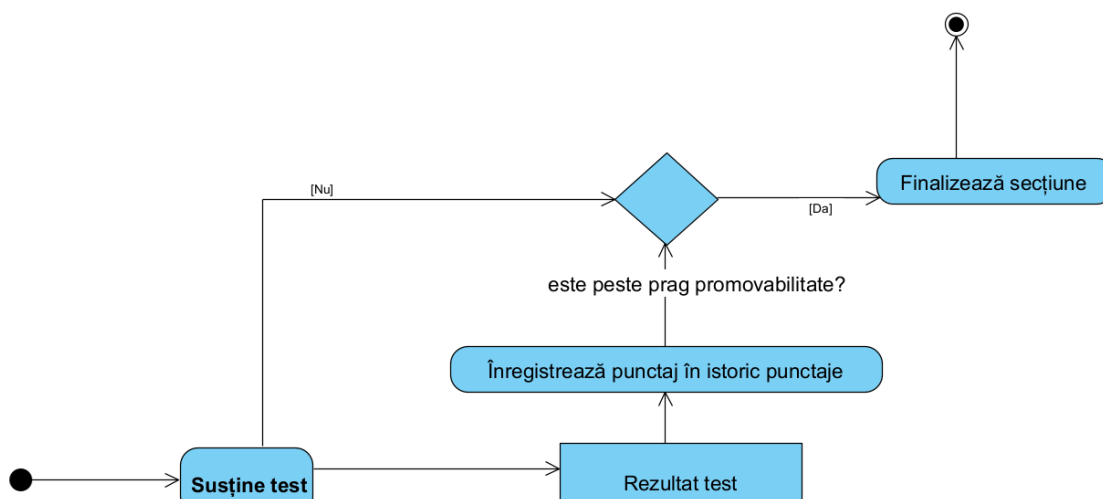 Finalizează secțiune
[Nu]
[Da]
este peste prag promovabilitate?
Înregistrează punctaj în istoric punctaje
Susține test
Rezultat test